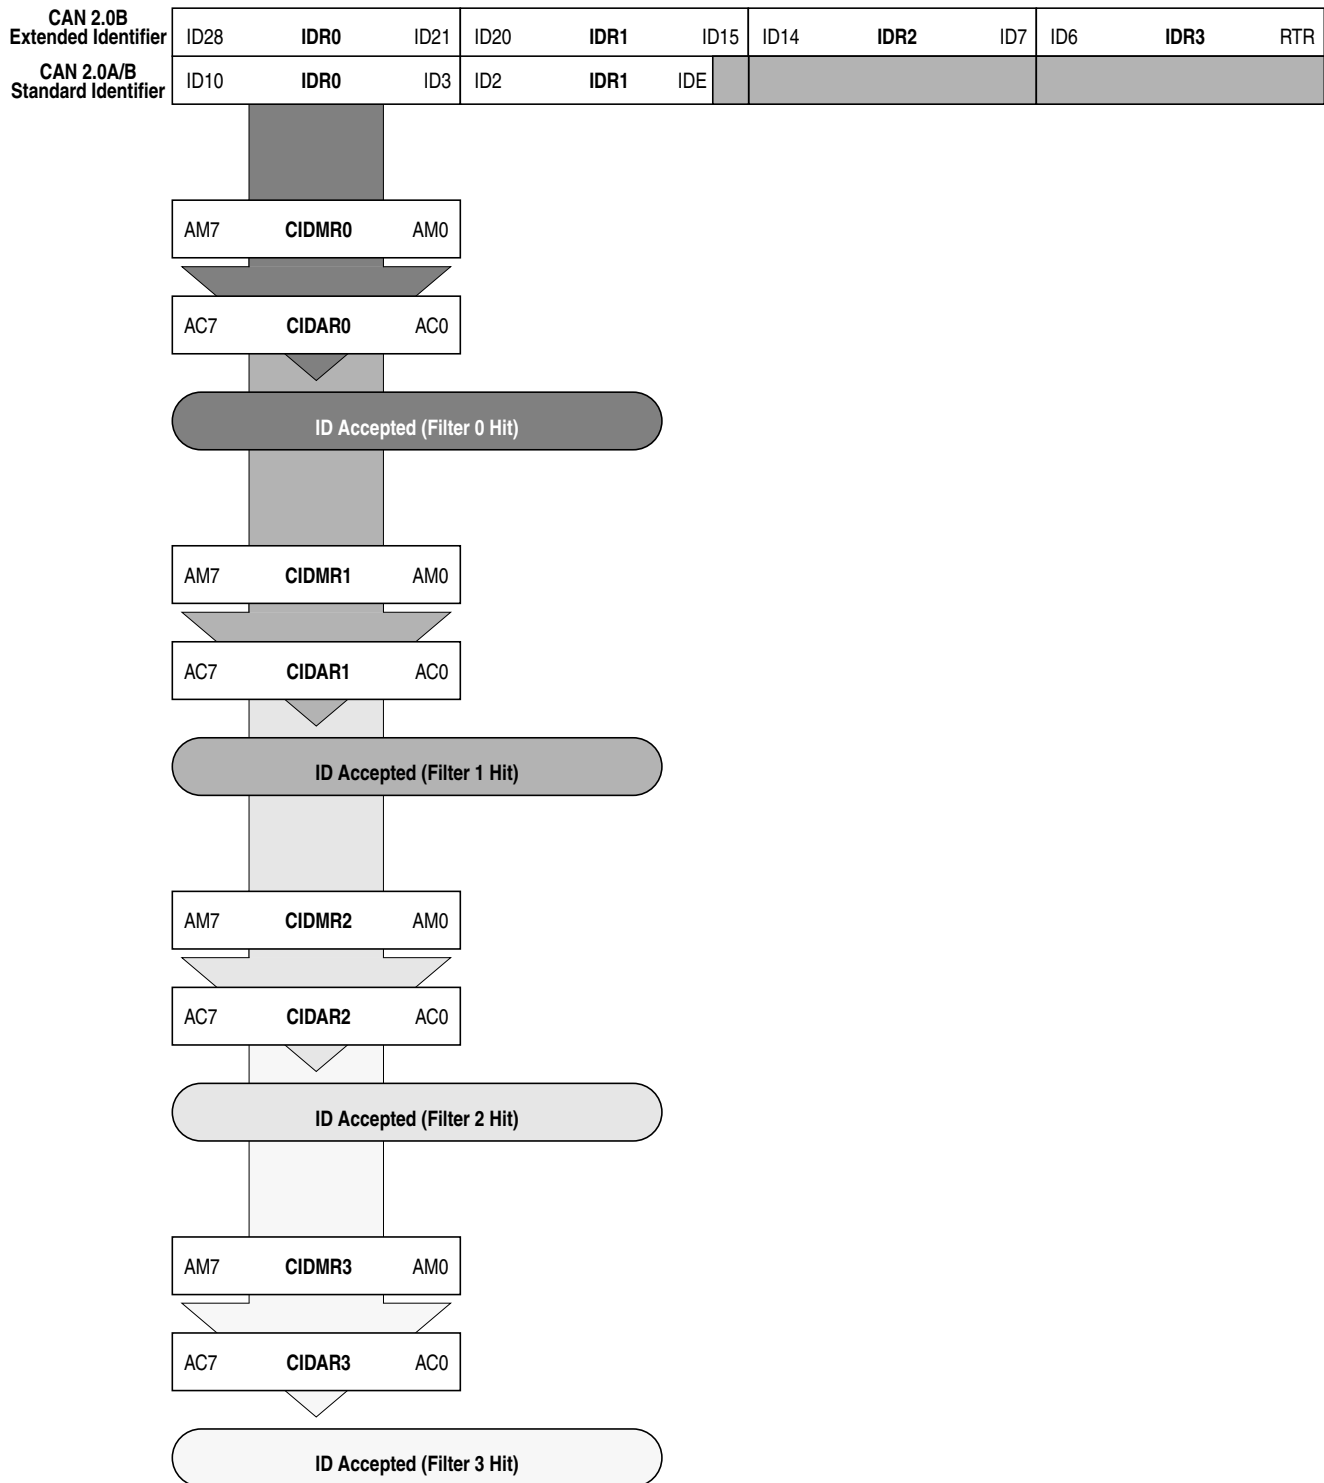 CAN 2.0B
Extended Identifier ID28 IDR0 ID21 ID20 IDR1 ID15 ID14 IDR2 ID7 ID6 IDR3 RTR
CAN 2.0A/B
Standard Identifier ID10 IDR0 ID3 ID2 IDR1 IDE
AM7 CIDMR0 AM0
AC7 CIDAR0 AC0
ID Accepted (Filter 0 Hit)
AM7 CIDMR1 AM0
AC7 CIDAR1 AC0
ID Accepted (Filter 1 Hit)
AM7 CIDMR2 AM0
AC7 CIDAR2 AC0
ID Accepted (Filter 2 Hit)
AM7 CIDMR3 AM0
AC7 CIDAR3 AC0
ID Accepted (Filter 3 Hit)